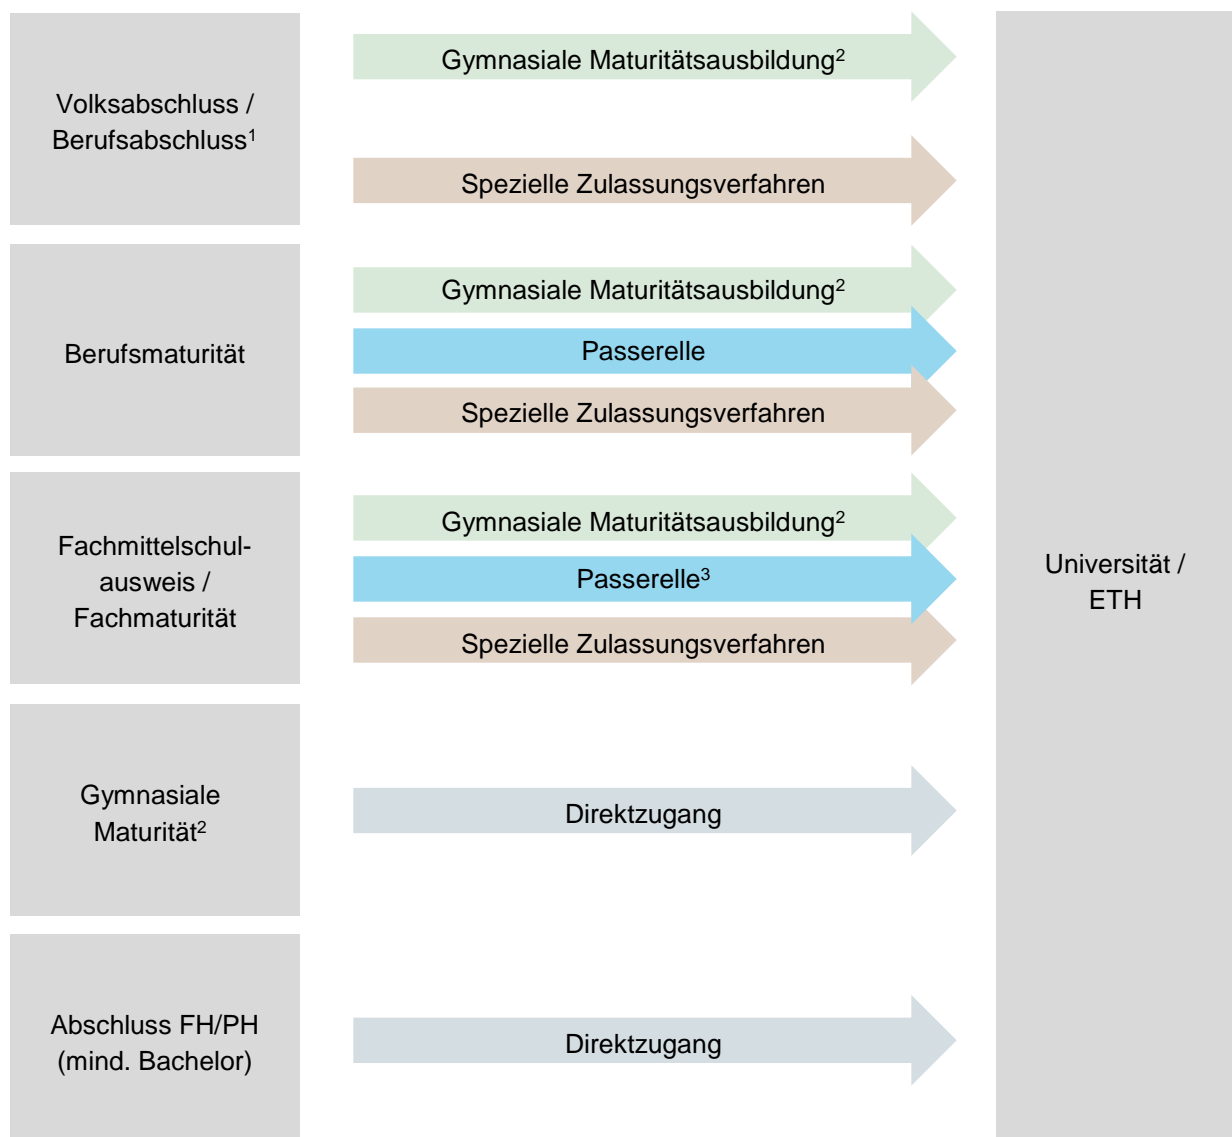 Volksabschluss /
Berufsabschluss¹
Gymnasiale Maturitätsausbildung²
Spezielle Zulassungsverfahren
Berufsmaturität
Gymnasiale Maturitätsausbildung²
Passerelle
Spezielle Zulassungsverfahren
Fachmittelschul-
ausweis /
Fachmaturität
Gymnasiale Maturitätsausbildung²
Passerelle³
Spezielle Zulassungsverfahren
Gymnasiale
Maturität²
Direktzugang
Abschluss FH/PH
(mind. Bachelor)
Direktzugang
Universität /
ETH